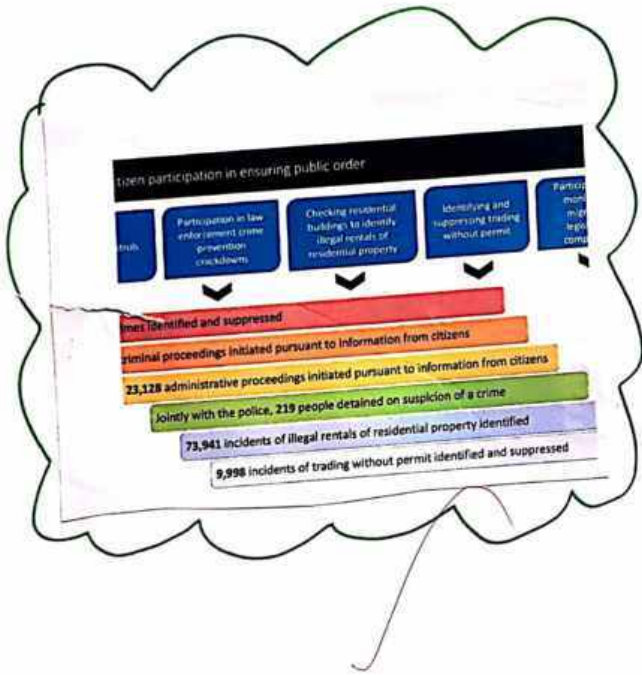 tizen participation in ensuring public order
trols
Participation in law
enforcement crime
prevention
crackdowns
Checking residential
buildings to identify
illegal rentals of
residential property
Identifying and
suppressing trading
without permit
Particip
moni
migr
legis
comp
imes identified and suppressed
riminal proceedings initiated pursuant to information from citizens
23,128 administrative proceedings initiated pursuant to information from citizens
Jointly with the police, 219 people detained on suspicion of a crime
73,941 incidents of illegal rentals of residential property identified
9,998 incidents of trading without permit identified and suppressed